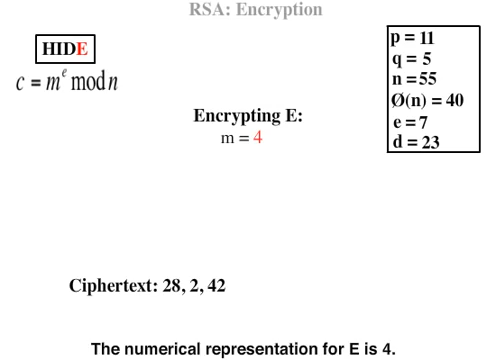 RSA: Encryption
HIDE
c = m^e mod n
p = 11
q = 5
n =55
Ø(n) = 40
e = 7
d = 23
Encrypting E:
m = 4
Ciphertext: 28, 2, 42
The numerical representation for E is 4.